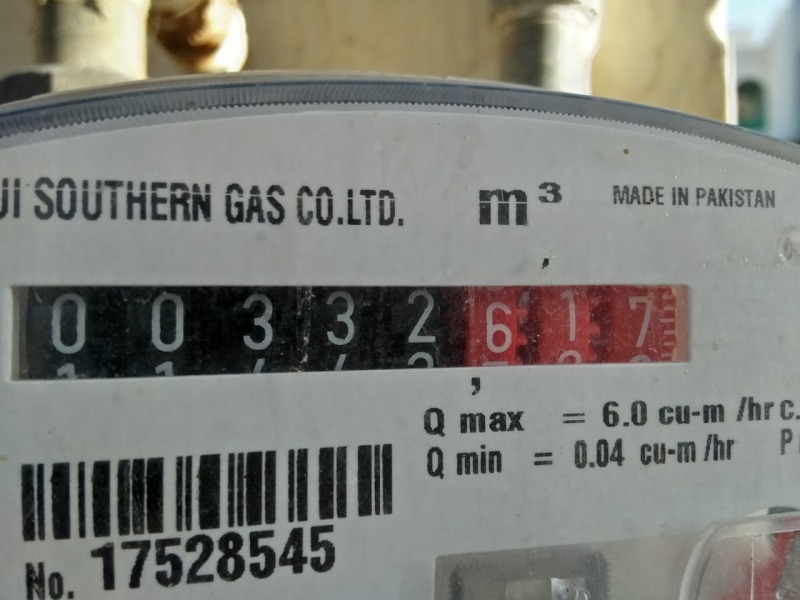 UI SOUTHERN GAS CO.LTD. m³ MADE IN PAKISTAN
00332617
,
Q max = 6.0 cu-m /hr C.
Q min = 0.04 cu-m /hr P
No. 17528545